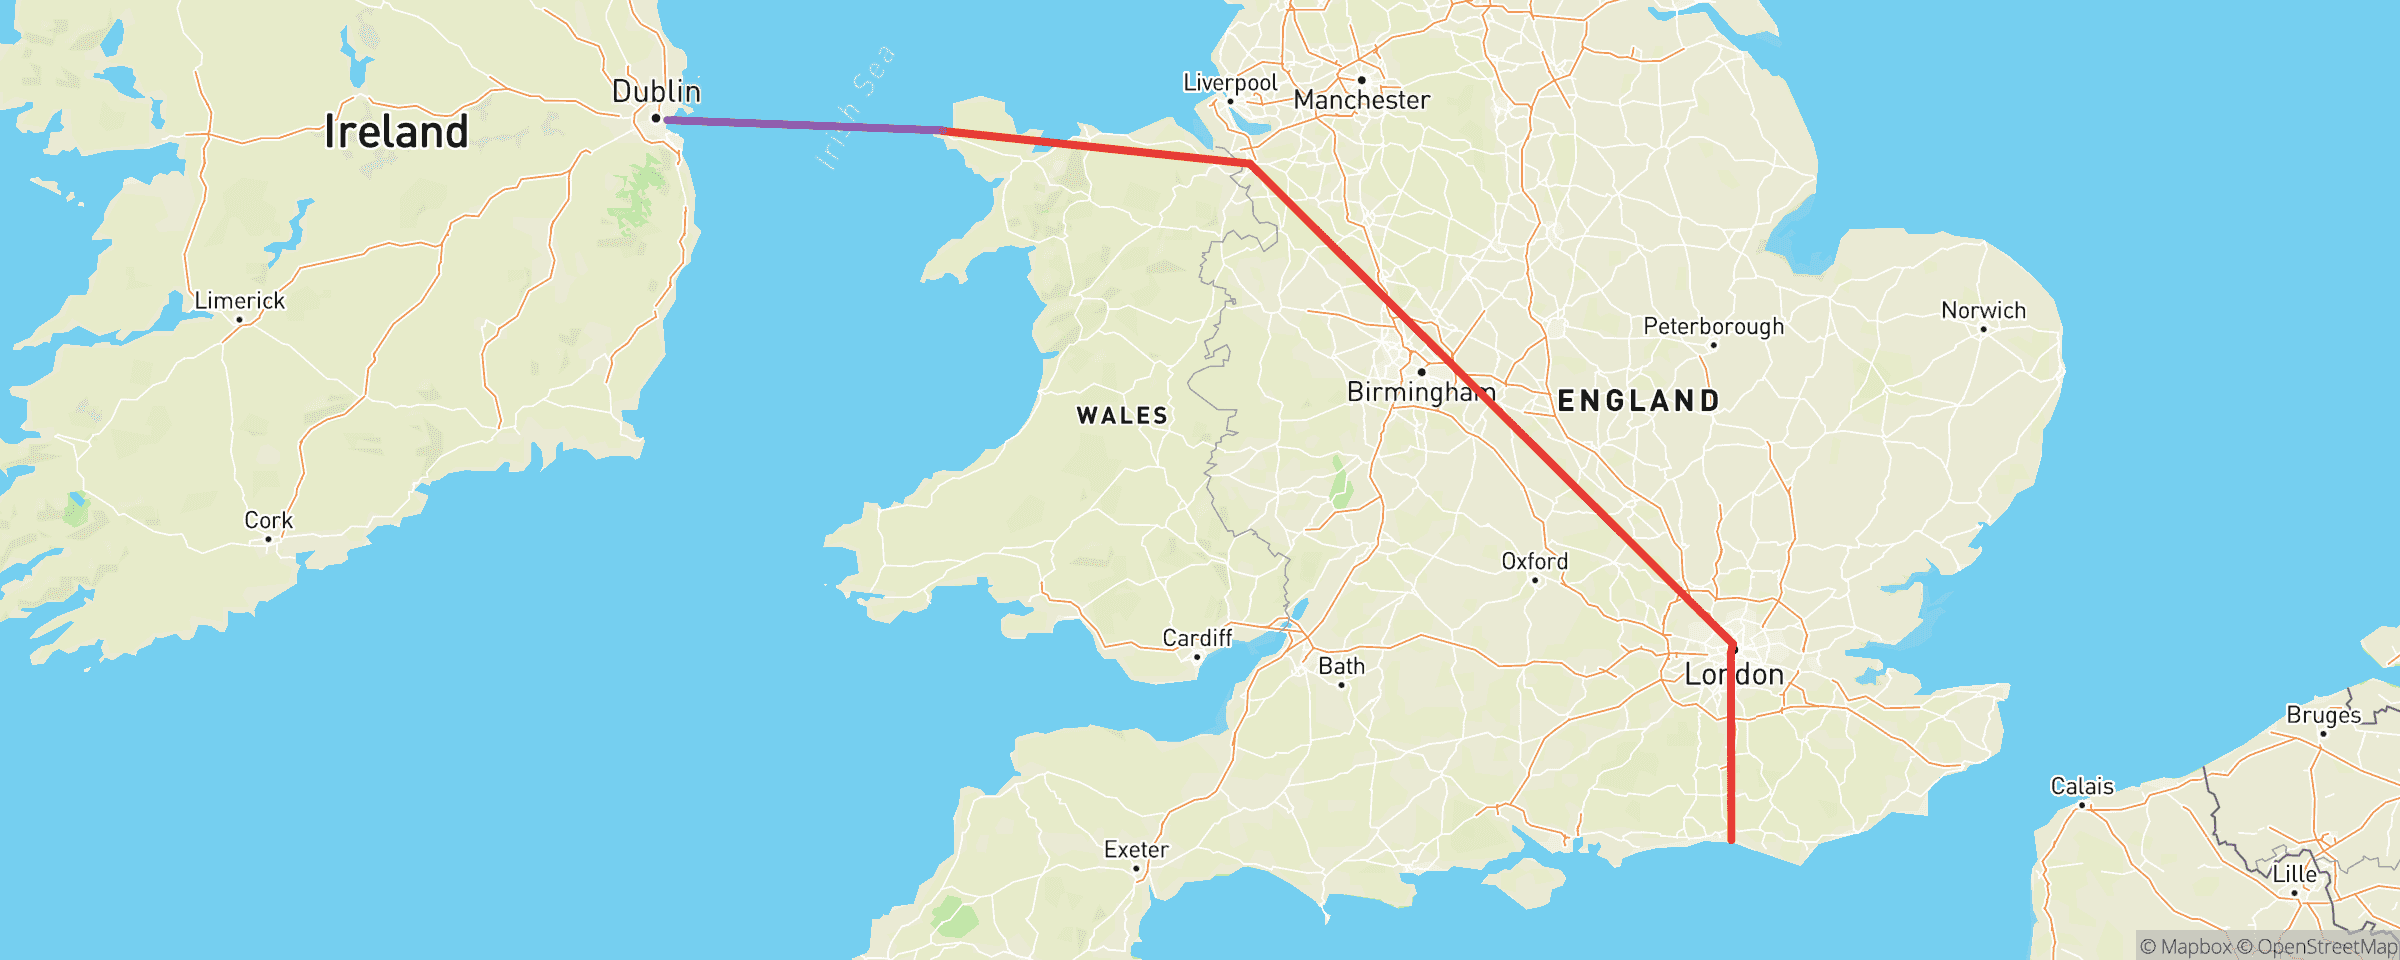 Liverpool
Dublin
Manchester
Irish Sea
Ireland
Limerick
Norwich
Peterborough
Birmingham
ENGLAND
WALES
Cork
Oxford
Cardiff
Bath
London
Bruges
Calais
Exeter
Lille
© Mapbox © OpenStreetMap